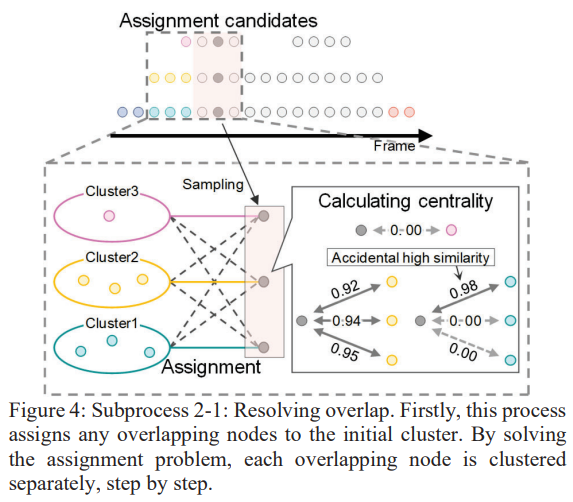 Assignment candidates
Frame
Sampling
Cluster3
Cluster2
Cluster1
Assignment
Calculating centrality
0.00
Accidental high similarity
0.92
0.94
0.95
0.98
0.00
0.00
Figure 4: Subprocess 2-1: Resolving overlap. Firstly, this process
assigns any overlapping nodes to the initial cluster. By solving
the assignment problem, each overlapping node is clustered
separately, step by step.